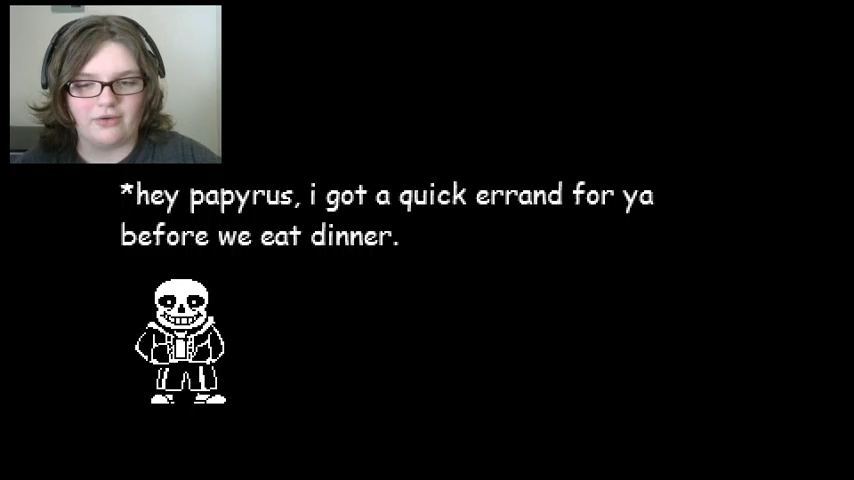 *hey papyrus, i got a quick errand for ya
before we eat dinner.